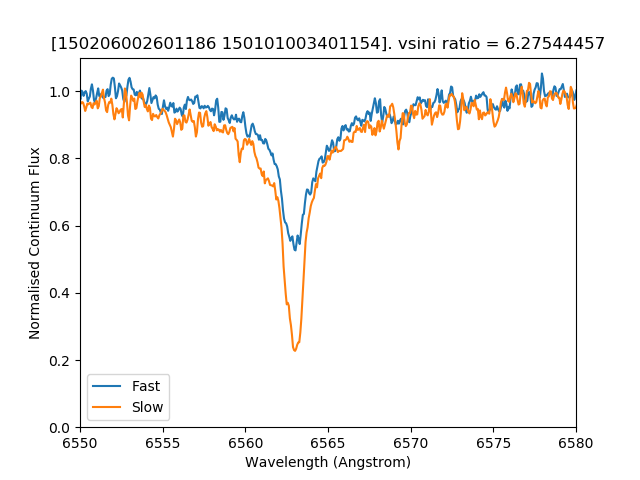 [150206002601186 150101003401154]. vsini ratio = 6.27544457
Normalised Continuum Flux
1.0
0.8
0.6
0.4
0.2
0.0
Fast
Slow
6550 6555 6560 6565 6570 6575 6580
Wavelength (Angstrom)